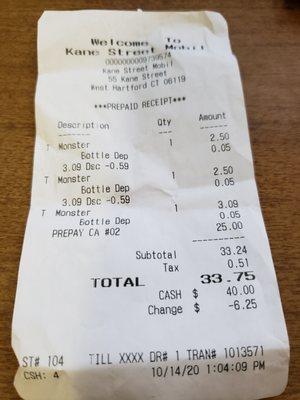 Welcome To
Kane Street Mobil
0000000009739574
Kane Street Mobil
55 Kane Street
West Hartford CT 06119
***PREPAID RECEIPT***
Description Qty Amount
T Monster 1 2.50
Bottle Dep 0.05
3.09 Dsc -0.59
T Monster 1 2.50
Bottle Dep 0.05
3.09 Dsc -0.59
T Monster 1 3.09
Bottle Dep 0.05
PREPAY CA #02 25.00
Subtotal 33.24
Tax 0.51
TOTAL 33.75
CASH $ 40.00
Change $ -6.25
ST# 104 TILL XXXX DR# 1 TRAN# 1013571
CSH: 4 10/14/20 1:04:09 PM